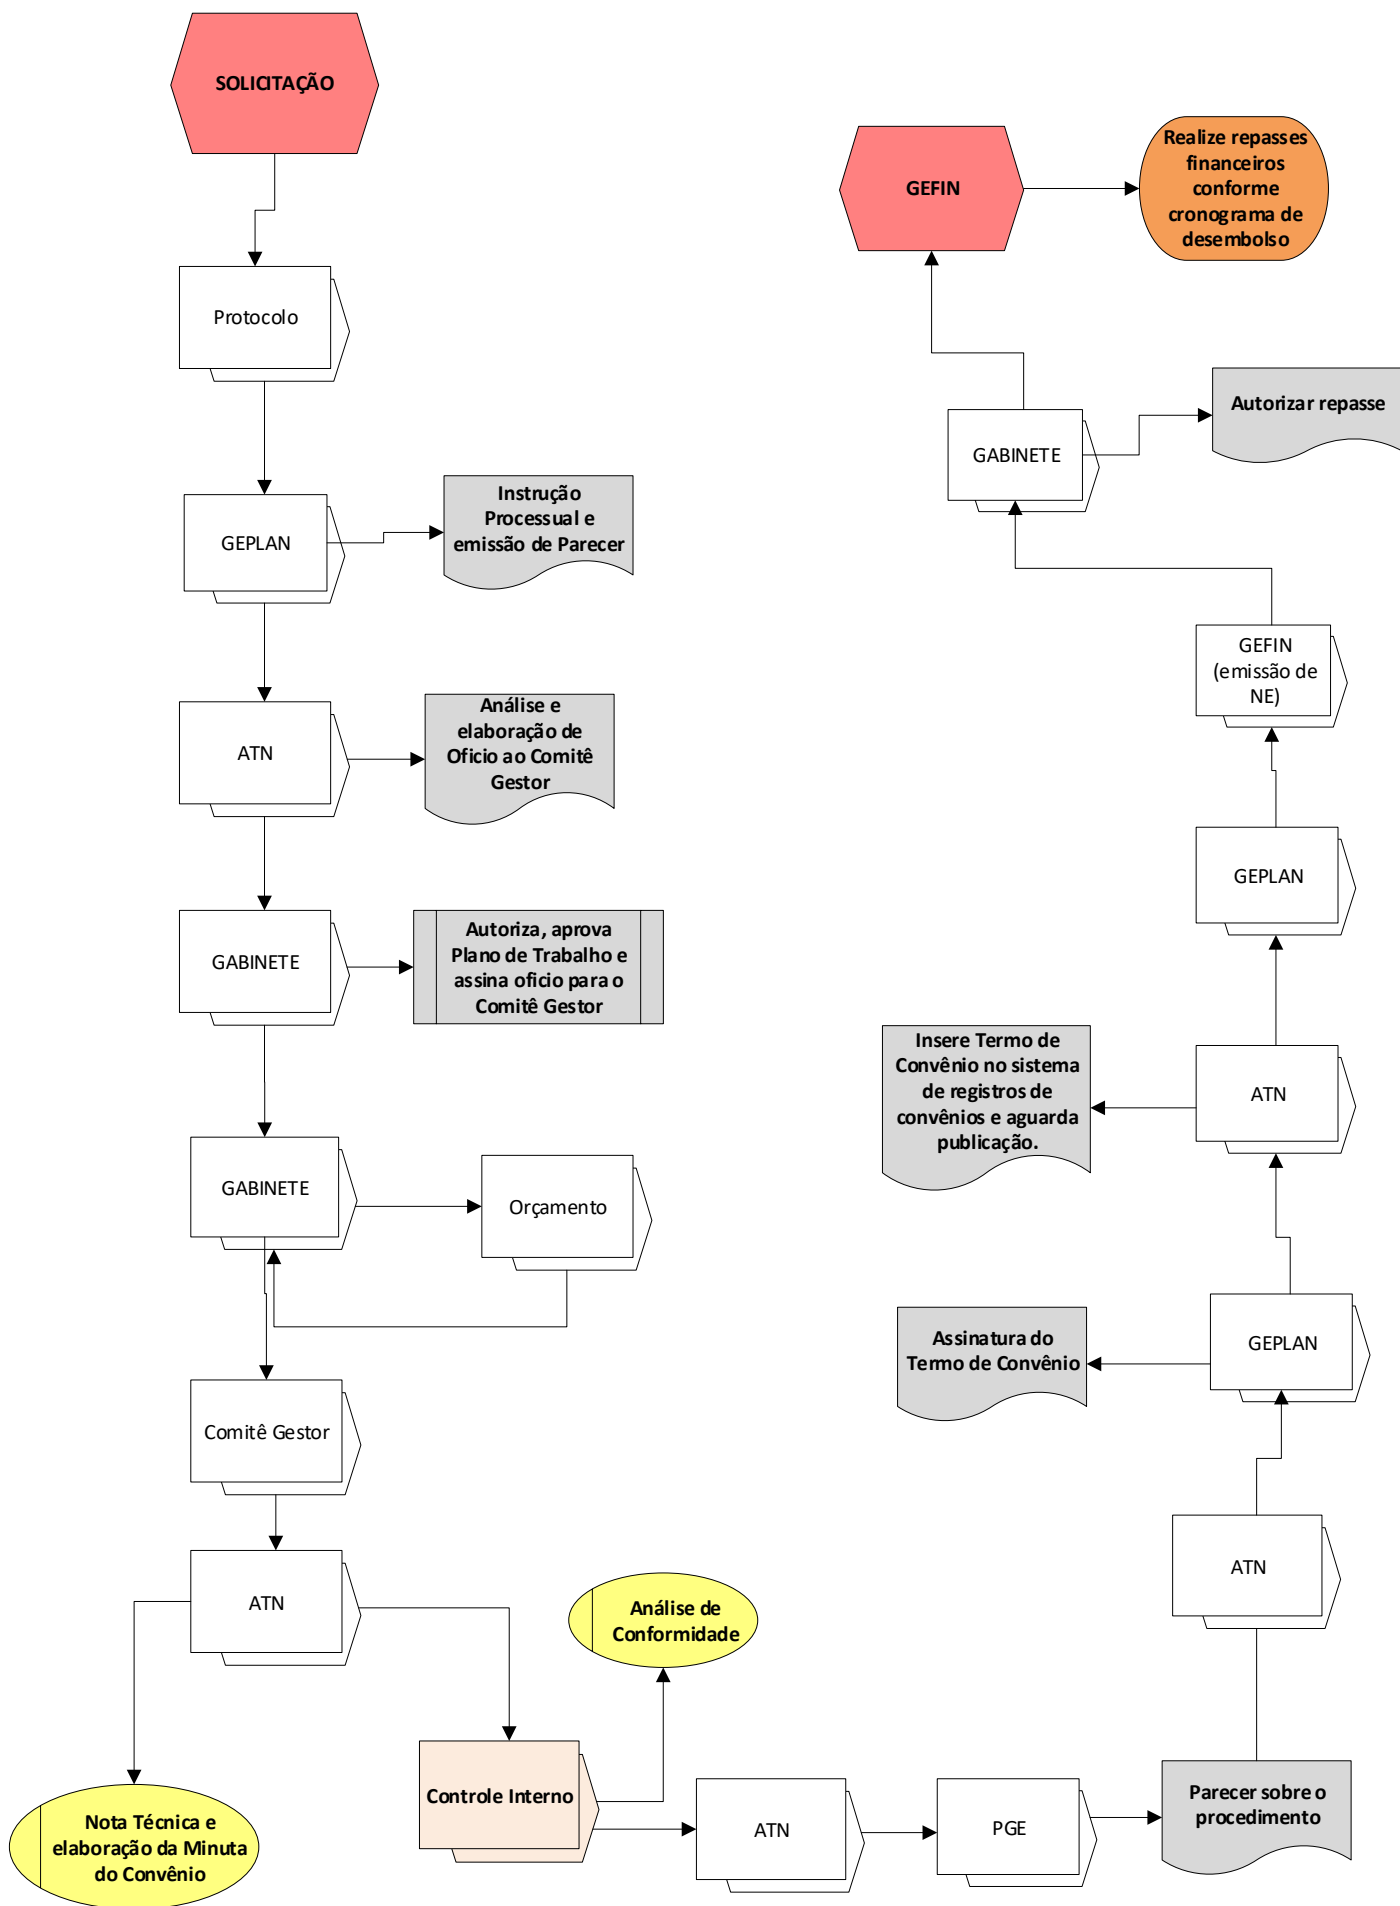 SOLICITAÇÃO
Protocolo
GEPLAN
Instrução
Processual e
emissão de Parecer
ATN
Análise e
elaboração de
Oficio ao Comitê
Gestor
GABINETE
Autoriza, aprova
Plano de Trabalho e
assina oficio para o
Comitê Gestor
GABINETE
Orçamento
Comitê Gestor
ATN
Nota Técnica e
elaboração da Minuta
do Convênio
Controle Interno
Análise de
Conformidade
ATN
PGE
Parecer sobre o
procedimento
ATN
GEPLAN
Assinatura do
Termo de Convênio
ATN
Insere Termo de
Convênio no sistema
de registros de
convênios e aguarda
publicação.
GEPLAN
GEFIN
(emissão de
NE)
GABINETE
Autorizar repasse
GEFIN
Realize repasses
financeiros
conforme
cronograma de
desembolso